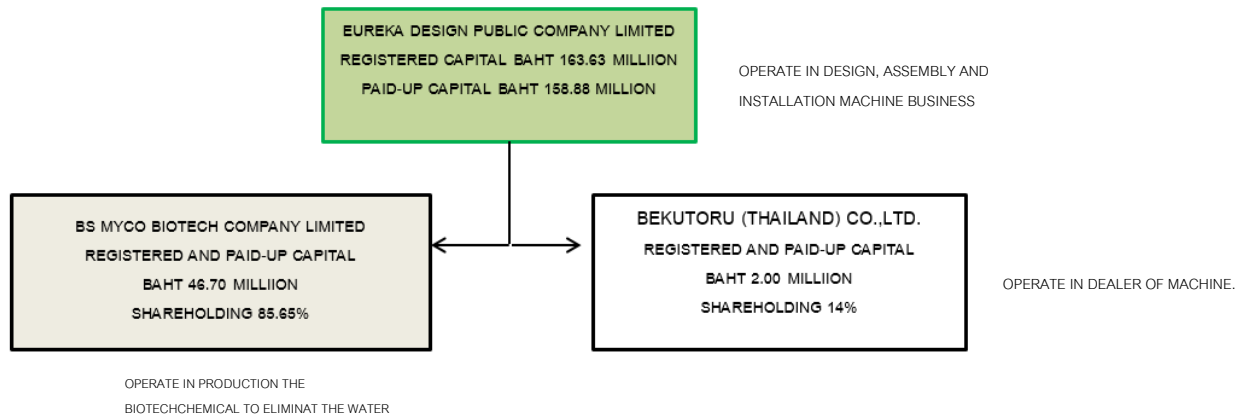 EUREKA DESIGN PUBLIC COMPANY LIMITED
REGISTERED CAPITAL BAHT 163.63 MILLIION
PAID-UP CAPITAL BAHT 158.88 MILLION
OPERATE IN DESIGN, ASSEMBLY AND
INSTALLATION MACHINE BUSINESS
BS MYCO BIOTECH COMPANY LIMITED
REGISTERED AND PAID-UP CAPITAL
BAHT 46.70 MILLIION
SHAREHOLDING 85.65%
BEKUTORU (THAILAND) CO.,LTD.
REGISTERED AND PAID-UP CAPITAL
BAHT 2.00 MILLIION
SHAREHOLDING 14%
OPERATE IN DEALER OF MACHINE.
OPERATE IN PRODUCTION THE
BIOTECHCHEMICAL TO ELIMINAT THE WATER